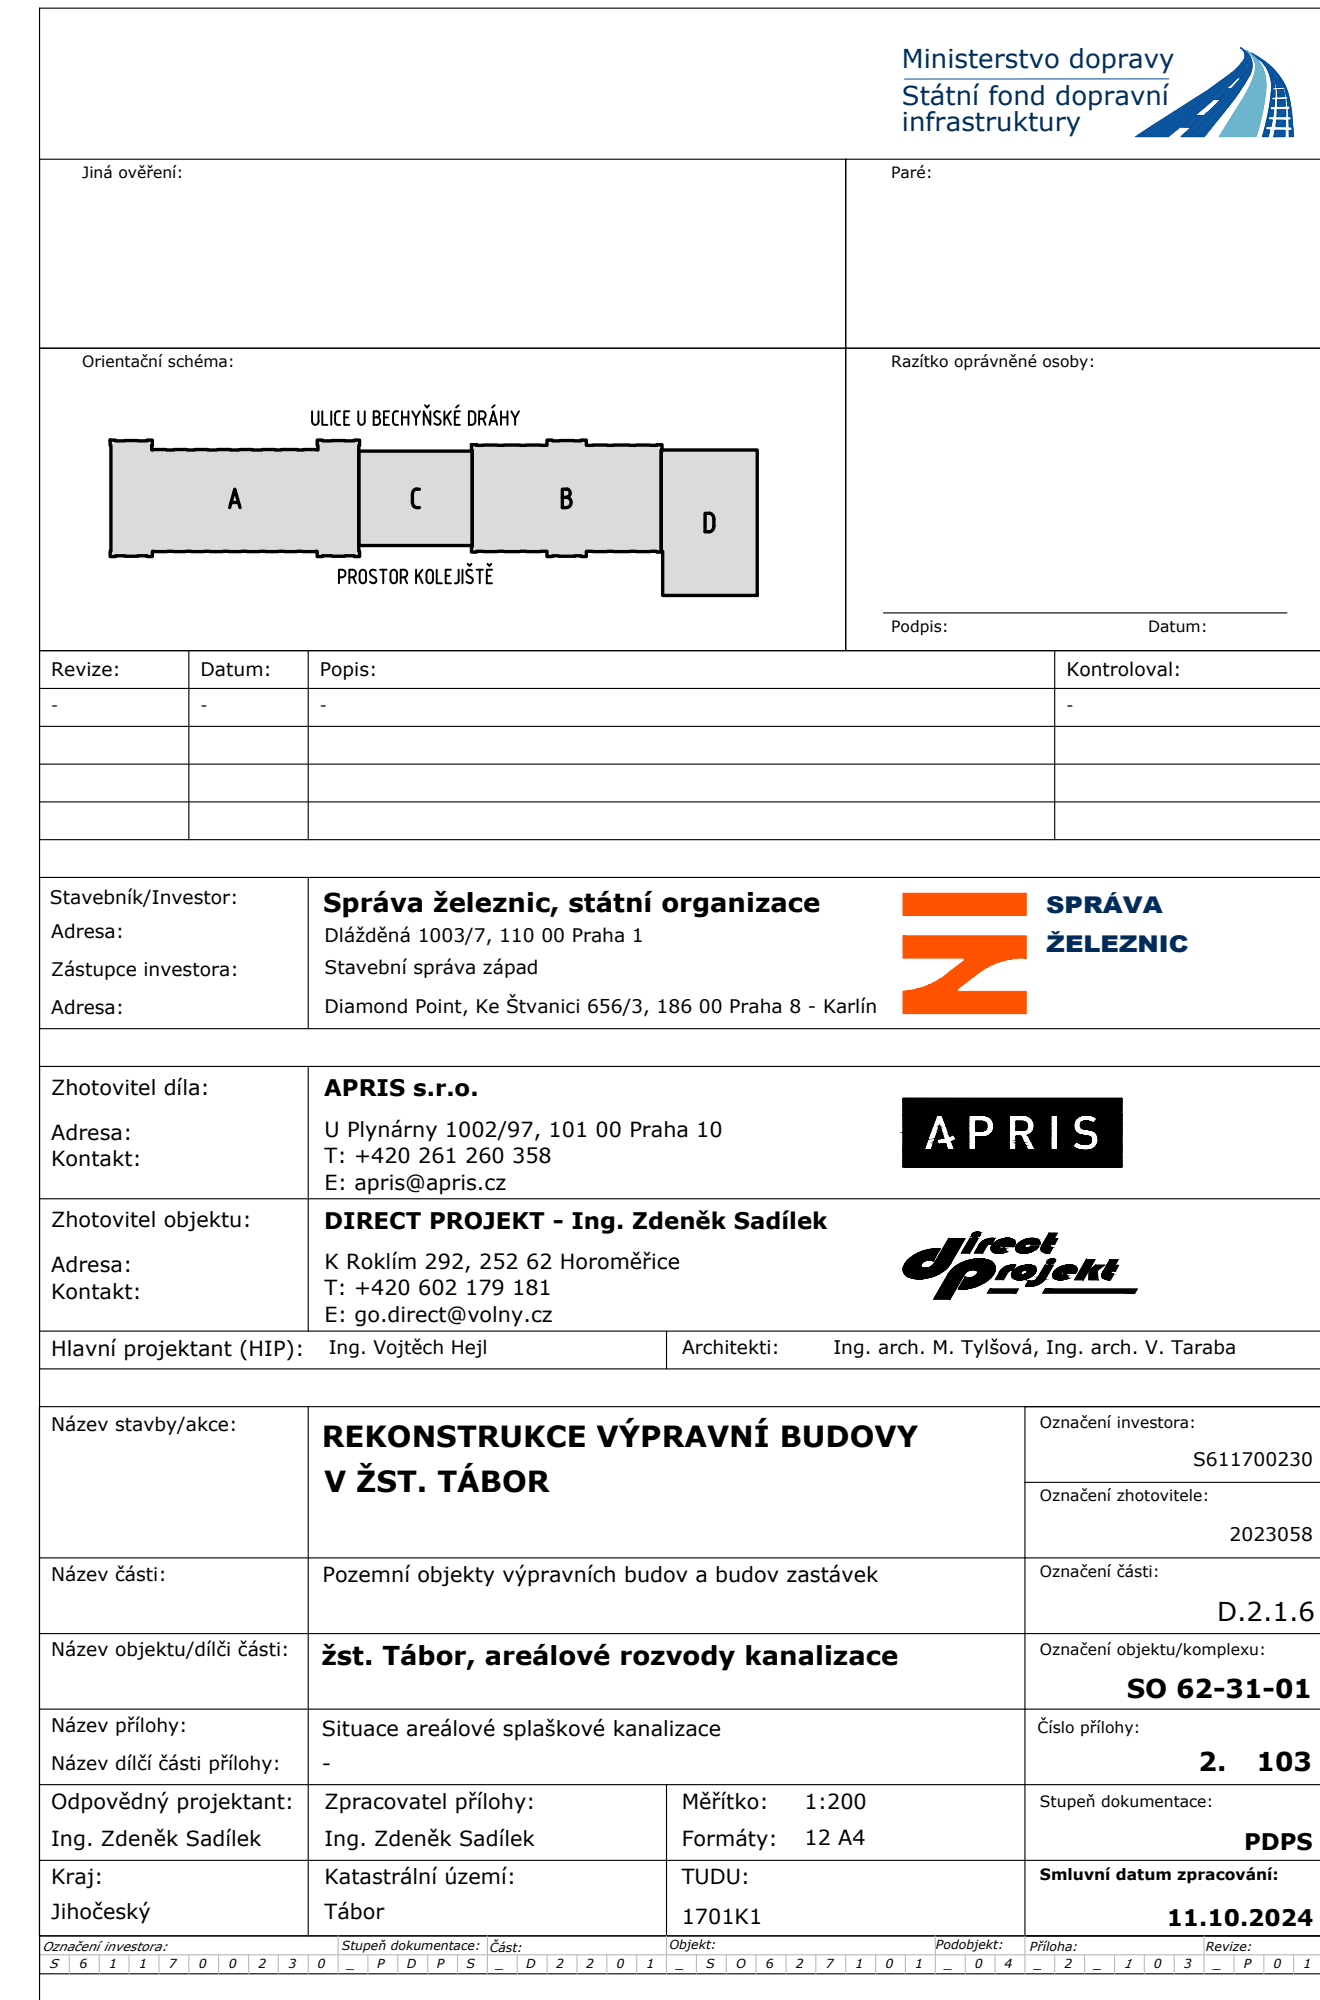 Ministerstvo dopravy
Státní fond dopravní
infrastruktury
Jiná ověření:
Paré:
Orientační schéma:
Razítko oprávněné osoby:
ULICE U BECHYŇSKÉ DRÁHY
A
C
B
D
PROSTOR KOLEJIŠTĚ
Podpis: Datum:
Revize: Datum: Popis: Kontroloval:
- - - -
Stavebník/Investor: Správa železnic, státní organizace
Adresa: Dlážděná 1003/7, 110 00 Praha 1
Zástupce investora: Stavební správa západ
Adresa: Diamond Point, Ke Štvanici 656/3, 186 00 Praha 8 - Karlín
SPRÁVA
ŽELEZNIC
Zhotovitel díla: APRIS s.r.o.
Adresa: U Plynárny 1002/97, 101 00 Praha 10
Kontakt: T: +420 261 260 358
E: apris@apris.cz
APRIS
Zhotovitel objektu: DIRECT PROJEKT - Ing. Zdeněk Sadílek
Adresa: K Roklím 292, 252 62 Horoměřice
Kontakt: T: +420 602 179 181
E: go.direct@volny.cz
direct
projekt
Hlavní projektant (HIP): Ing. Vojtěch Hejl Architekti: Ing. arch. M. Tylšová, Ing. arch. V. Taraba
Název stavby/akce: REKONSTRUKCE VÝPRAVNÍ BUDOVY
V ŽST. TÁBOR
Označení investora:
S611700230
Označení zhotovitele:
2023058
Název části: Pozemní objekty výpravních budov a budov zastávek
Označení části:
D.2.1.6
Název objektu/dílči části: žst. Tábor, areálové rozvody kanalizace
Označení objektu/komplexu:
SO 62-31-01
Název přílohy: Situace areálové splaškové kanalizace
Název dílčí části přílohy: -
Číslo přílohy:
2. 103
Odpovědný projektant: Zpracovatel přílohy: Měřítko: 1:200 Stupeň dokumentace:
Ing. Zdeněk Sadílek Ing. Zdeněk Sadílek Formáty: 12 A4 PDPS
Kraj: Katastrální území: TUDU: Smluvní datum zpracování:
Jihočeský Tábor 1701K1 11.10.2024
Označení investora: Stupeň dokumentace: Část: Objekt: Podobjekt: Příloha: Revize:
S 6 1 1 7 0 0 2 3 0 _ P D P S _ D 2 2 0 1 _ S O 6 2 7 1 0 1 _ 0 4 _ 2 _ 1 0 3 _ P 0 1